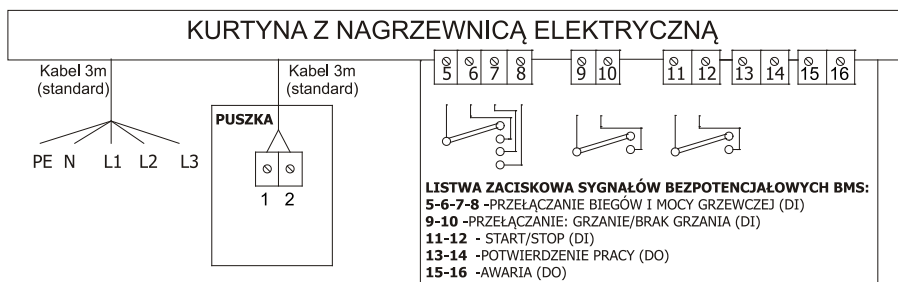 KURTYNA Z NAGRZEWNICĄ ELEKTRYCZNĄ
Kabel 3m
(standard)
Kabel 3m
(standard)
5 6 7 8 9 10 11 12 13 14 15 16
PUSZKA
PE N L1 L2 L3
1 2
LISTWA ZACISKOWA SYGNAŁÓW BEZPOTENCJAŁOWYCH BMS:
5-6-7-8 -PRZEŁĄCZANIE BIEGÓW I MOCY GRZEWCZEJ (DI)
9-10 -PRZEŁĄCZANIE: GRZANIE/BRAK GRZANIA (DI)
11-12 - START/STOP (DI)
13-14 -POTWIERDZENIE PRACY (DO)
15-16 -AWARIA (DO)